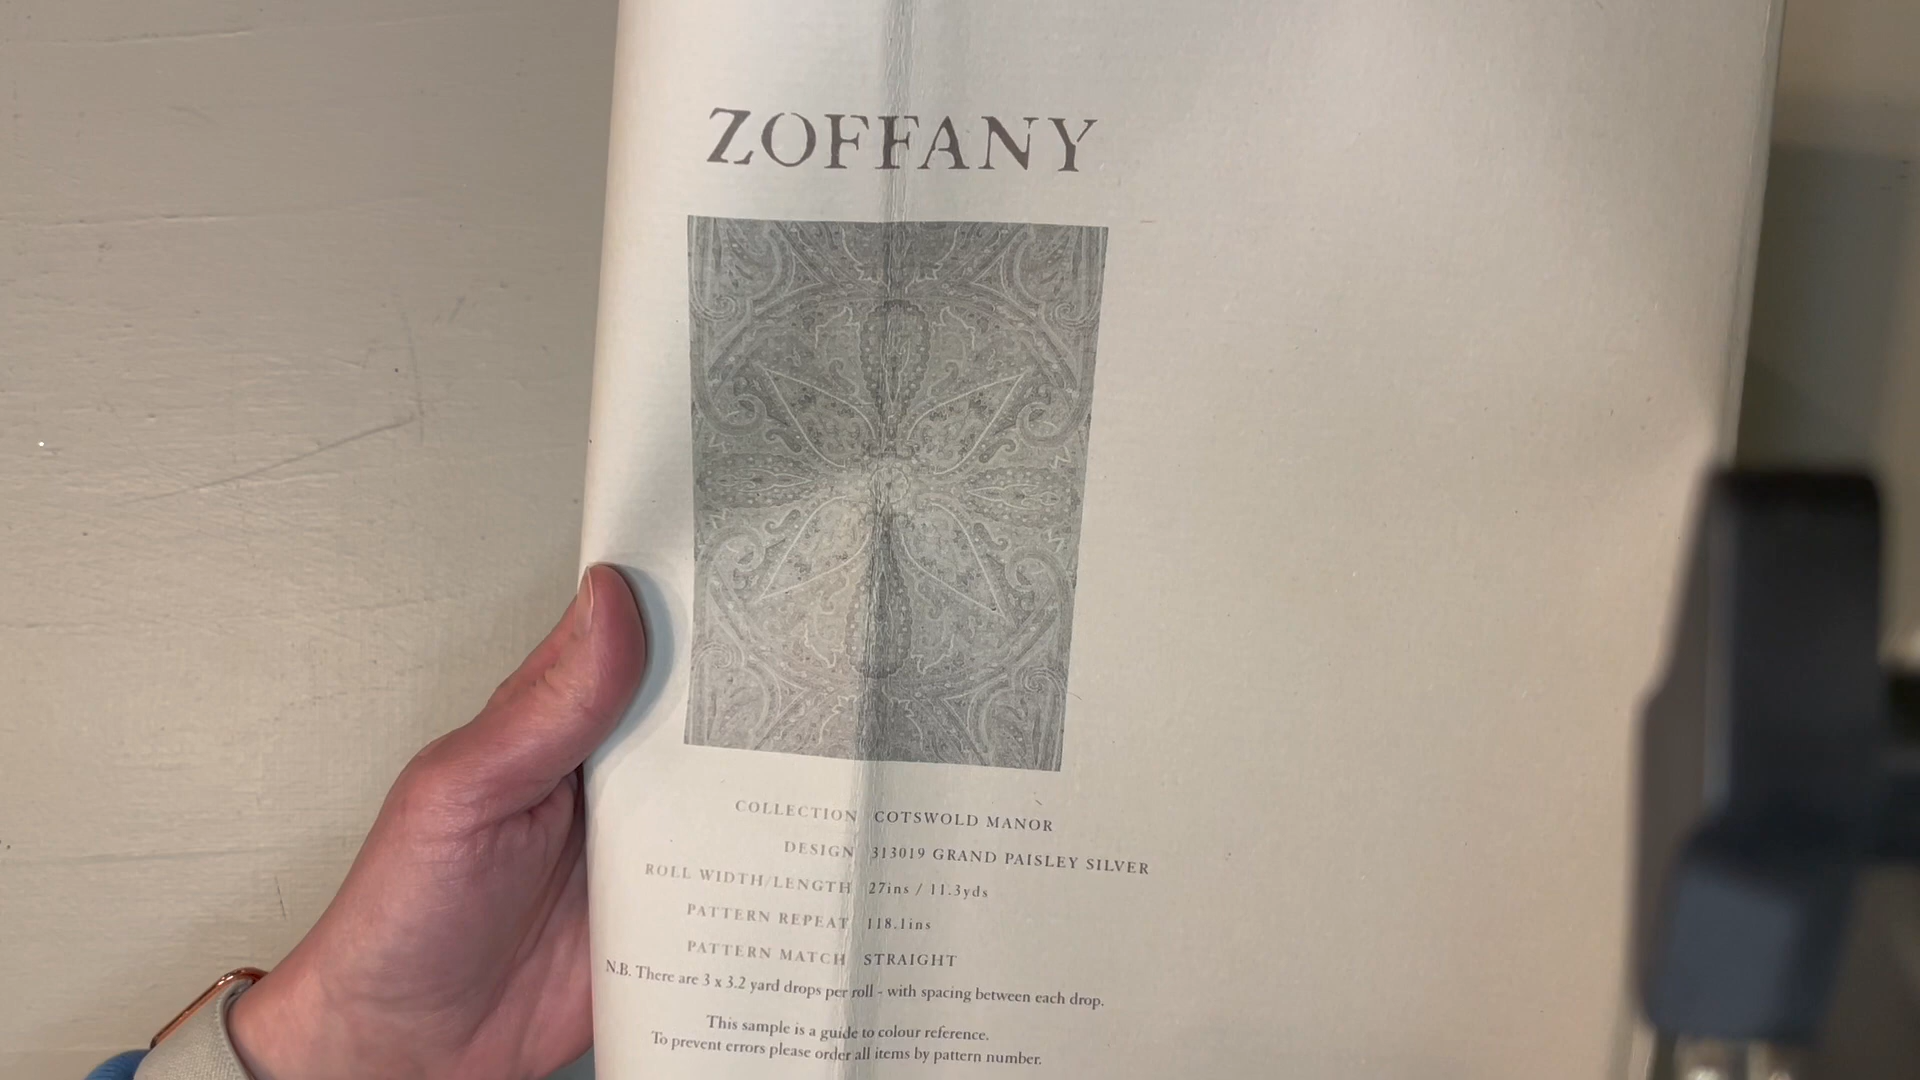 ZOFFANY
COLLECTION COTSWOLD MANOR
DESIGN 313019 GRAND PAISLEY SILVER
ROLL WIDTH/LENGTH 27ins / 11.3yds
PATTERN REPEAT 118.1ins
PATTERN MATCH STRAIGHT
N.B. There are 3 x 3.2 yard drops per roll - with spacing between each drop.
This sample is a guide to colour reference.
To prevent errors please order all items by pattern number.